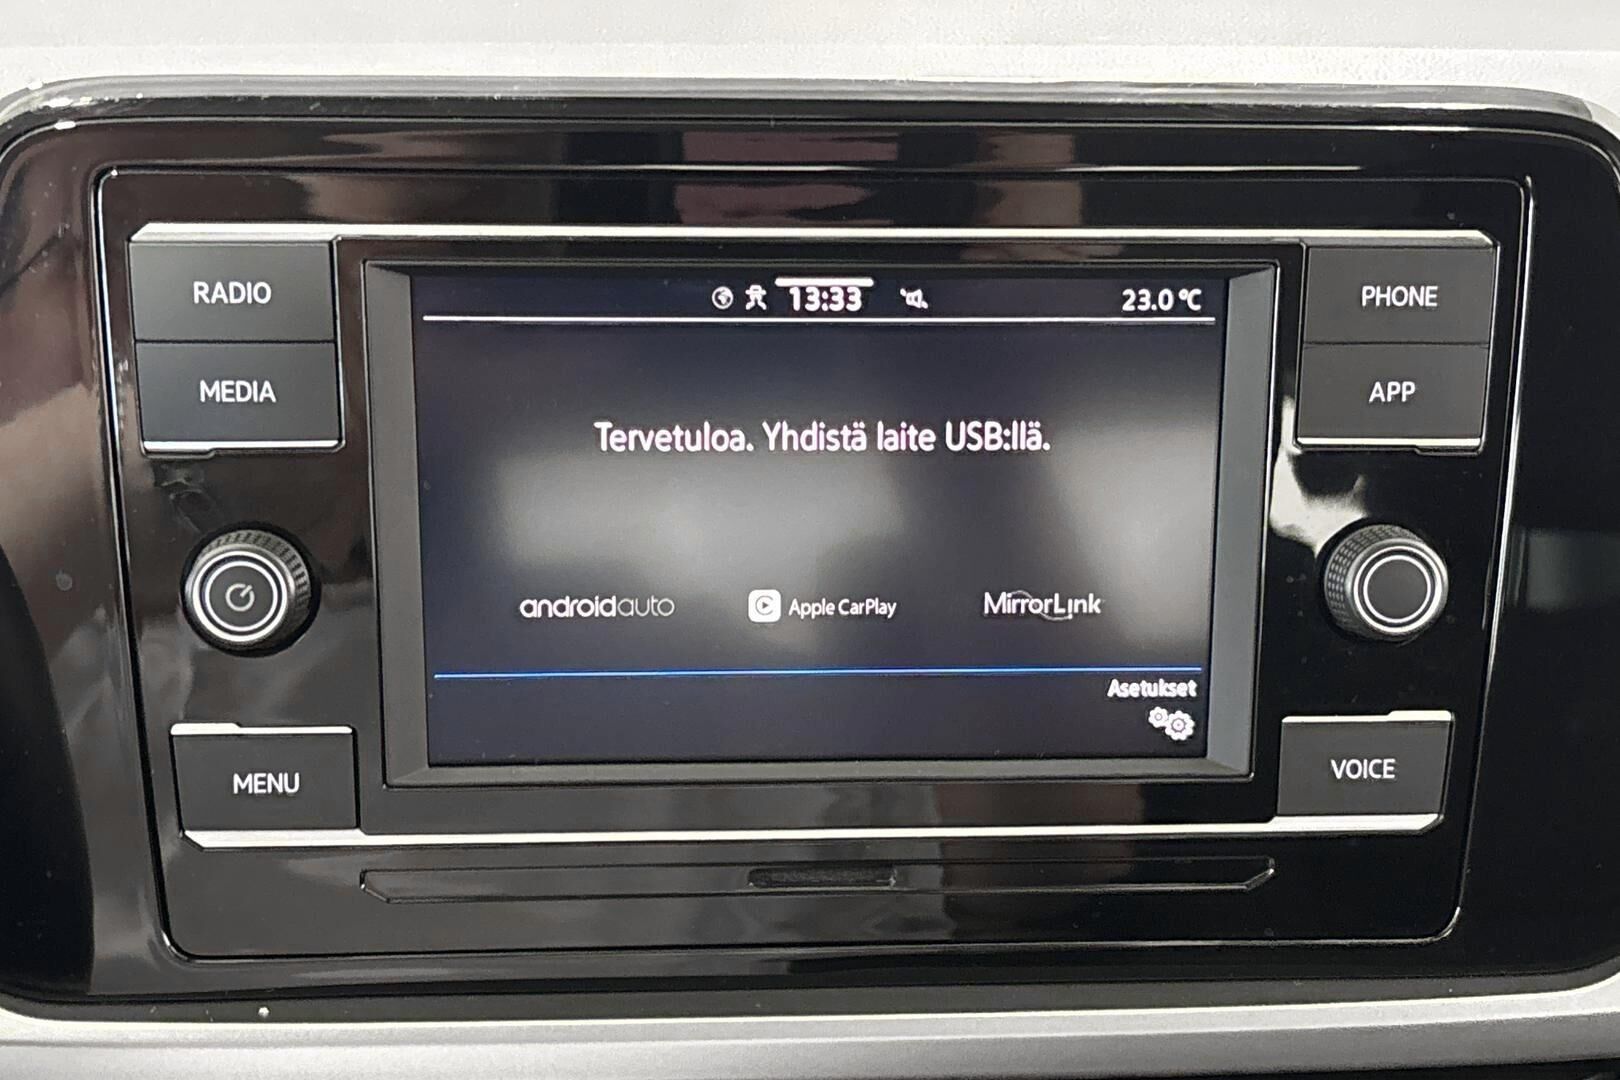 RADIO
MEDIA
13:33
23.0 °C
PHONE
APP
Tervetuloa. Yhdistä laite USB:llä.
androidauto
Apple CarPlay
MirrorLink
Asetukset
MENU
VOICE